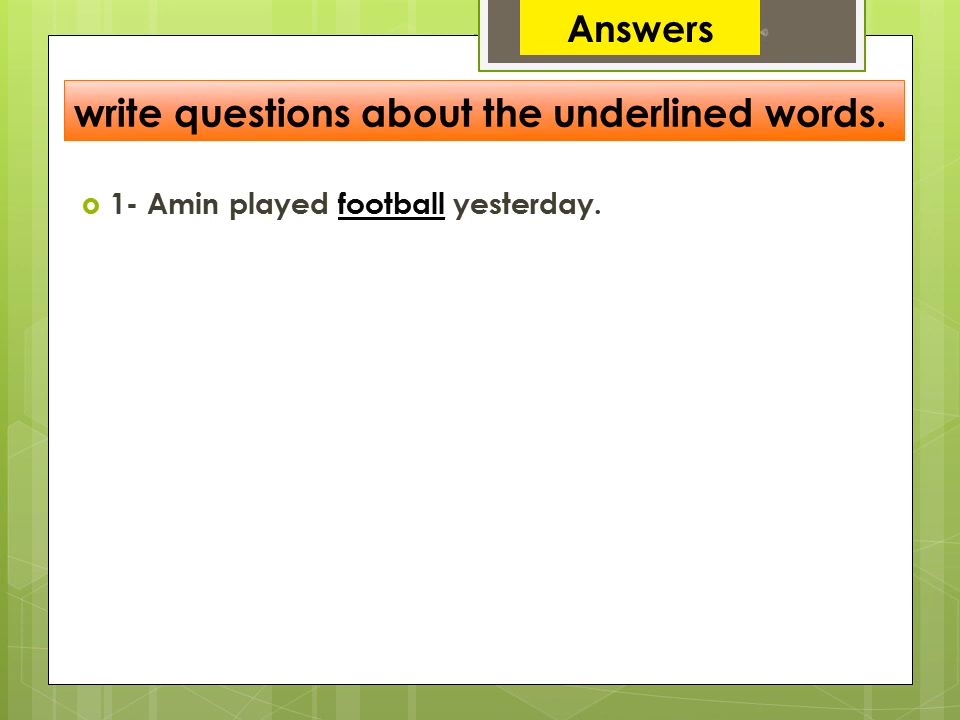 Answers
write questions about the underlined words.
1- Amin played football yesterday.